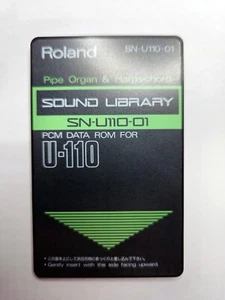 Roland
SN-U110-01
Pipe Organ & Harpsichord
SOUND LIBRARY
SN-U110-01
PCM DATA ROM FOR
U-110
• Gently insert with this side facing upward.